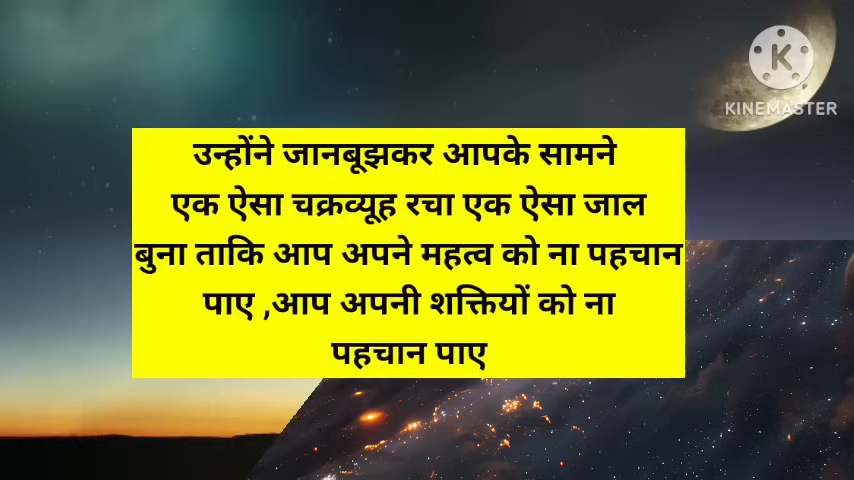 K
KINEMASTER
उन्होंने जानबूझकर आपके सामने
एक ऐसा चक्रव्यूह रचा एक ऐसा जाल
बुना ताकि आप अपने महत्व को ना पहचान
पाए ,आप अपनी शक्तियों को ना
पहचान पाए